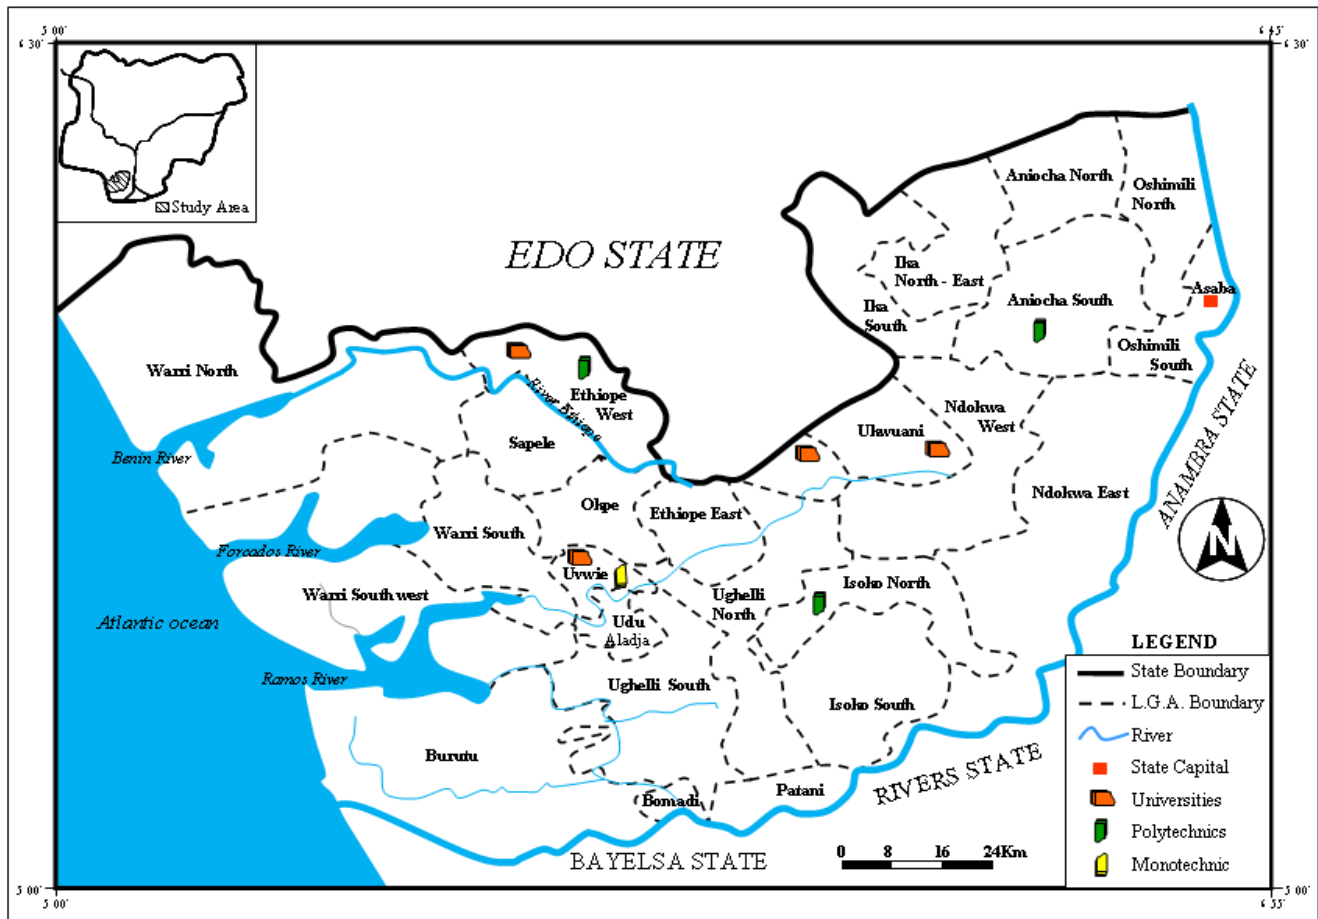 5 00'
6 45'
6 30'
6 30'
Study Area
EDO STATE
Aniocha North
Oshimili
North
Ika
North - East
Asaba
Aniocha South
Ika
South
Oshimili
South
Warri North
River Ethiope
Ethiope
West
Ndokwa
West
Ukwuani
Sapele
Benin River
ANAMBRA STATE
Ndokwa East
Okpe
Ethiope East
Warri South
Forcados River
N
Uvwie
Isoko North
Ughelli
North
Warri South west
Atlantic ocean
Udu
Aladja
Ramos River
Ughelli South
Isoko South
Burutu
Bomadi
Patani
RIVERS STATE
BAYELSA STATE
0 8 16 24Km
LEGEND
State Boundary
L.G.A. Boundary
River
State Capital
Universities
Polytechnics
Monotechnic
5 00'
5 00'
5 00'
6 35'